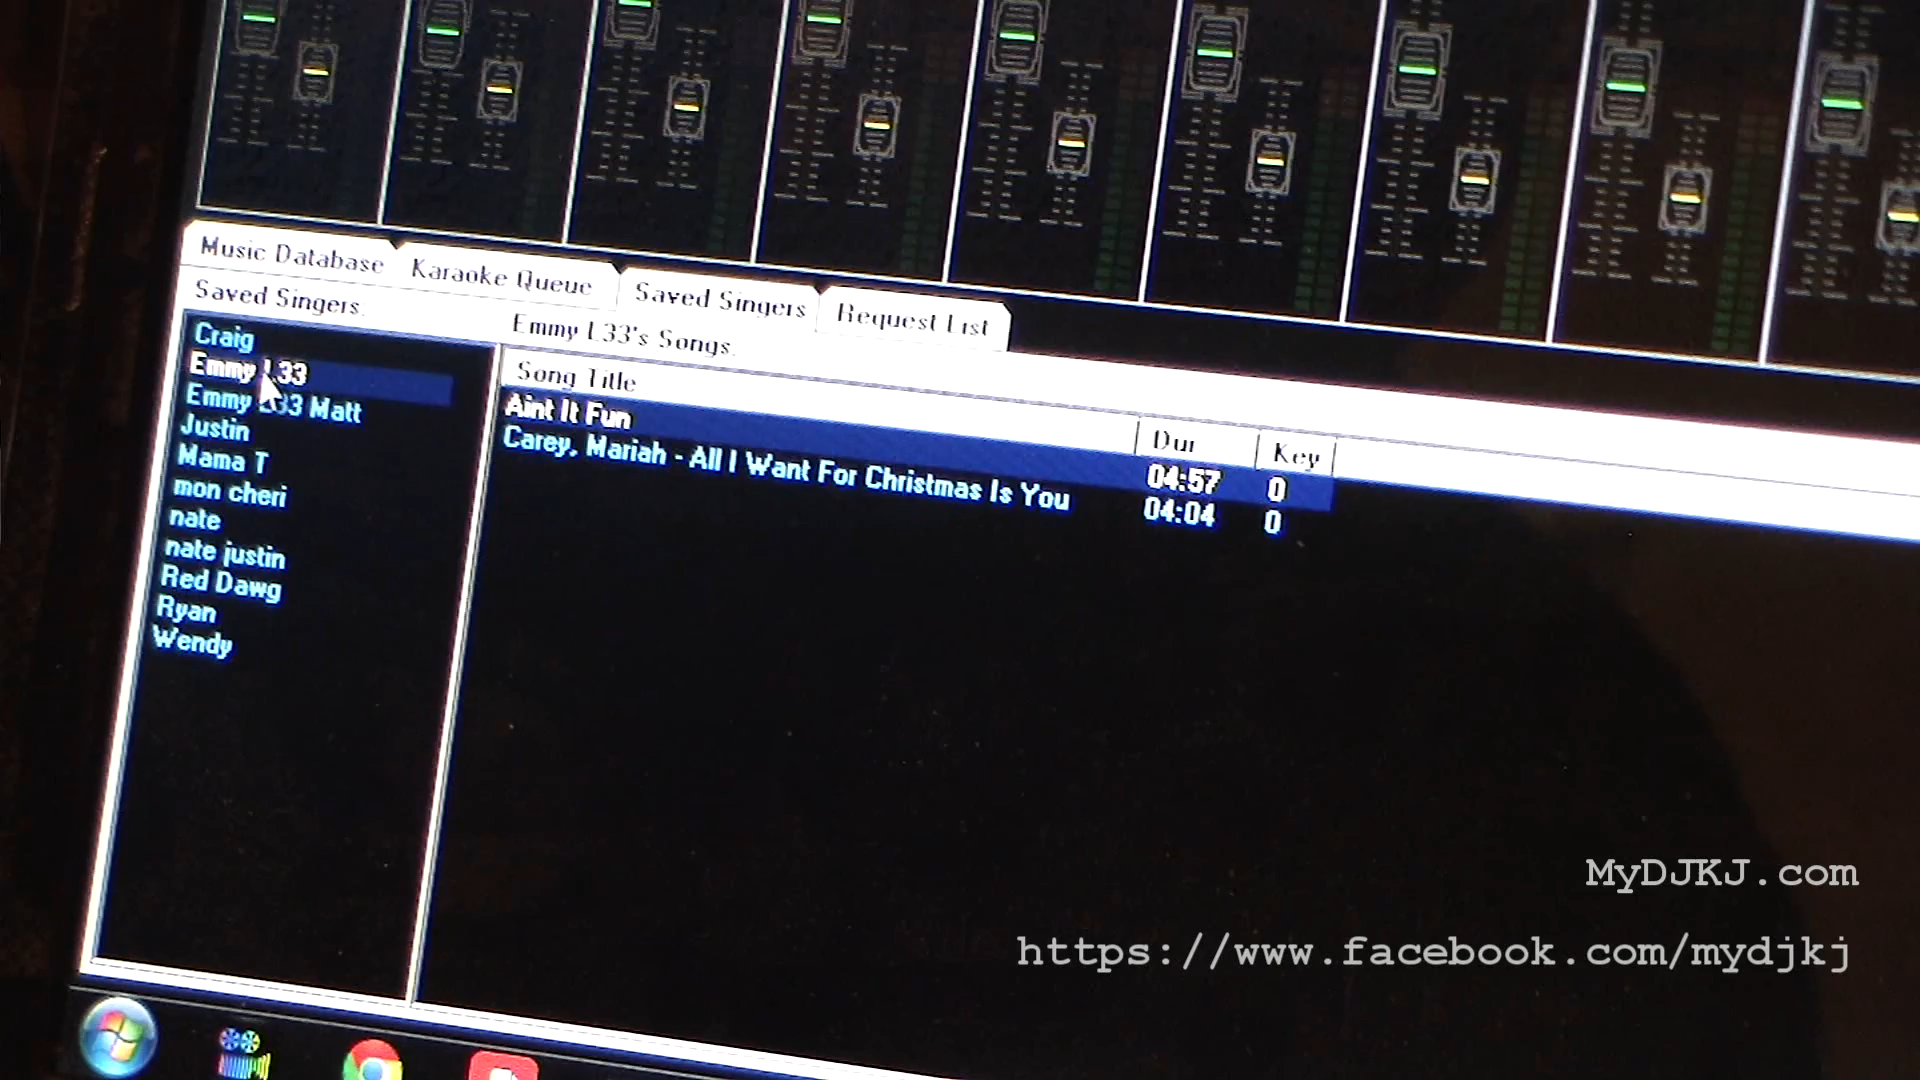 Music Database
Karaoke Queue
Saved Singers
Request List
Saved Singers.
Emmy L33's Songs.
Craig
Emmy L33
Emmy L33 Matt
Justin
Mama T
mon cheri
nate
nate justin
Red Dawg
Ryan
Wendy
Song Title Dur Key
Aint It Fun 04:57 0
Carey, Mariah - All I Want For Christmas Is You 04:04 0
MyDJKJ.com
https://www.facebook.com/mydjkj